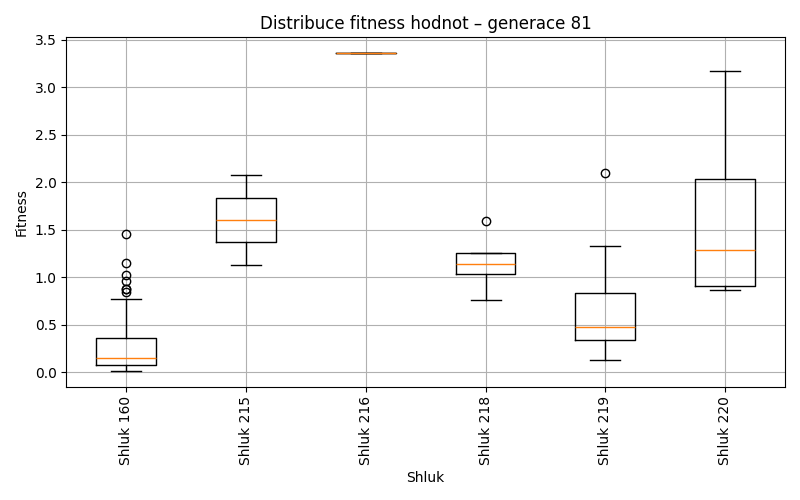 Distribuce fitness hodnot – generace 81
Fitness
3.5
3.0
2.5
2.0
1.5
1.0
0.5
0.0
Shluk 160
Shluk 215
Shluk 216
Shluk 218
Shluk 219
Shluk 220
Shluk